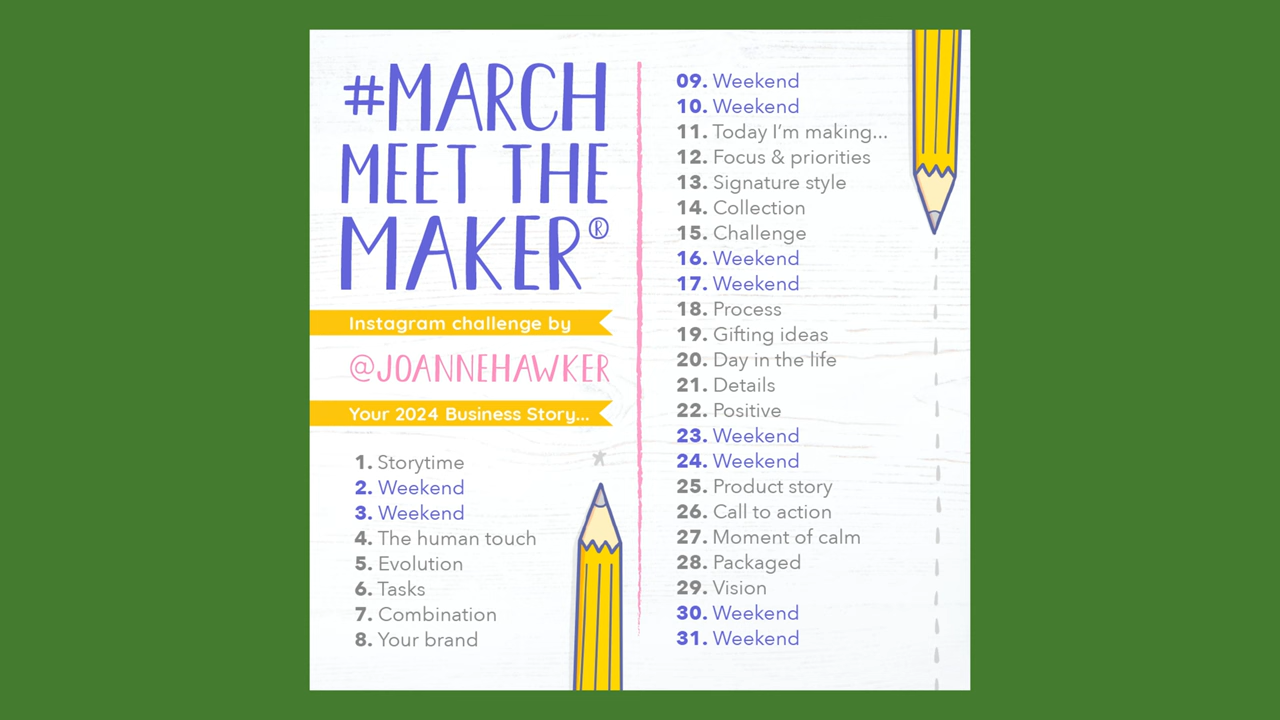 #MARCH
MEET THE
MAKER®
Instagram challenge by
@JOANNEHAWKER
Your 2024 Business Story...
1. Storytime
2. Weekend
3. Weekend
4. The human touch
5. Evolution
6. Tasks
7. Combination
8. Your brand
09. Weekend
10. Weekend
11. Today I'm making...
12. Focus & priorities
13. Signature style
14. Collection
15. Challenge
16. Weekend
17. Weekend
18. Process
19. Gifting ideas
20. Day in the life
21. Details
22. Positive
23. Weekend
24. Weekend
25. Product story
26. Call to action
27. Moment of calm
28. Packaged
29. Vision
30. Weekend
31. Weekend